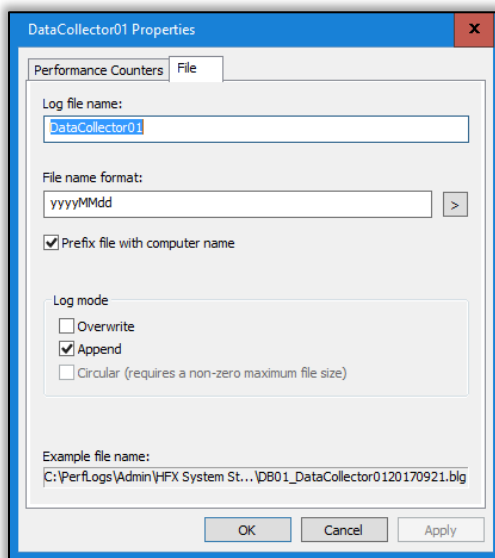 DataCollector01 Properties
x
Performance Counters File
Log file name:
DataCollector01
File name format:
yyyyMMdd
>
Prefix file with computer name
Log mode
Overwrite
Append
Circular (requires a non-zero maximum file size)
Example file name:
C:\PerfLogs\Admin\HFX System St...\DB01_DataCollector0120170921.blg
OK Cancel Apply